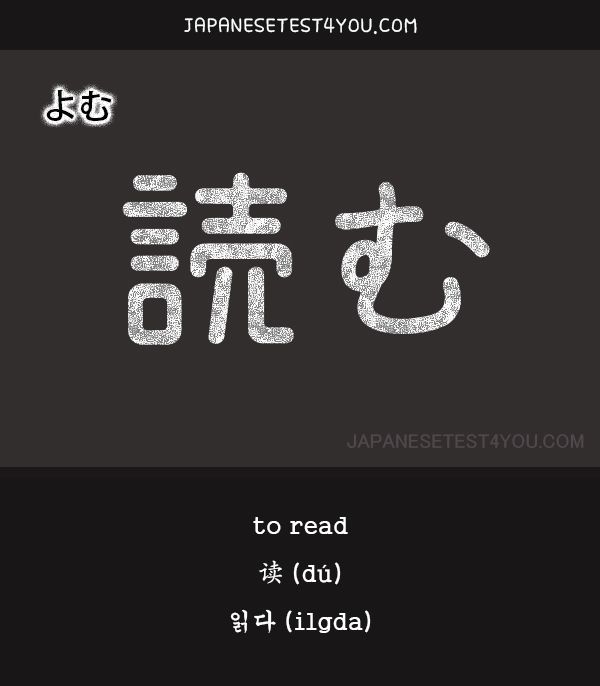 JAPANESETEST4YOU.COM
よむ
読む
JAPANESETEST4YOU.COM
to read
读 (dú)
읽다 (ilgda)